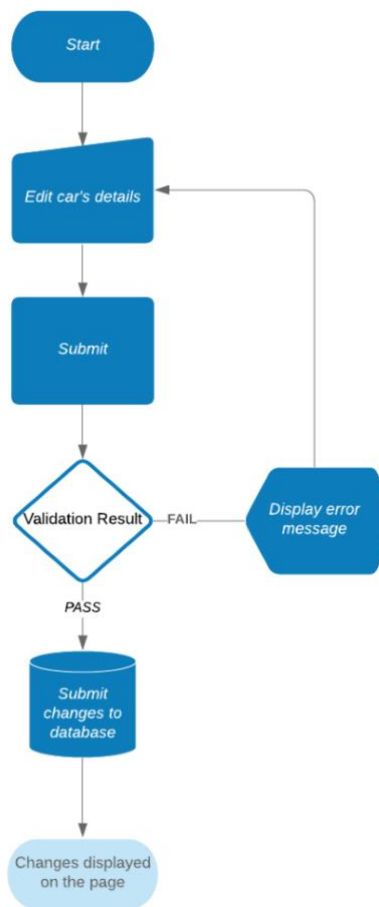 Start
Edit car's details
Submit
Validation Result
FAIL
Display error
message
PASS
Submit
changes to
database
Changes displayed
on the page